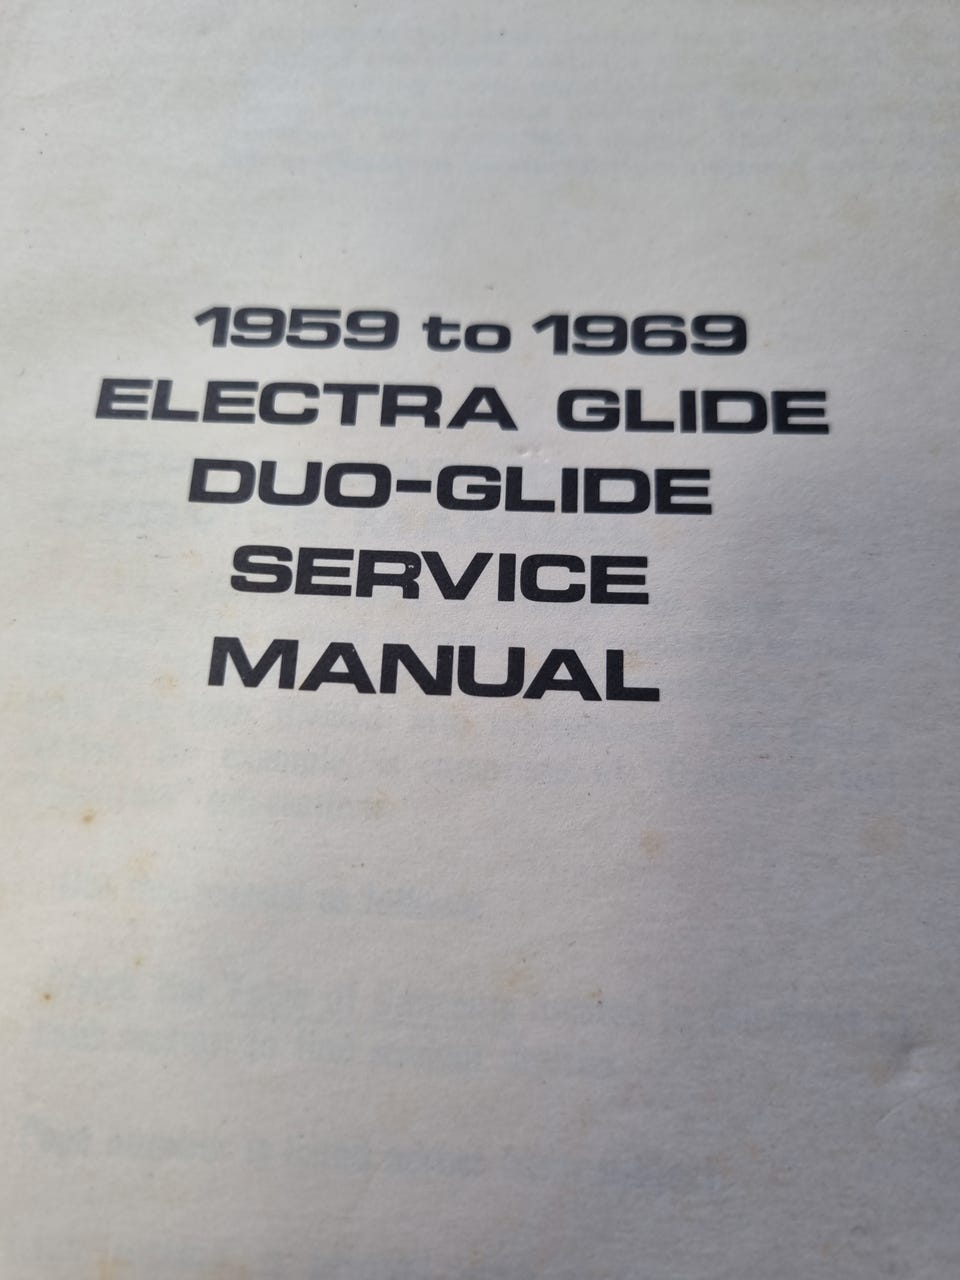 1959 to 1969
ELECTRA GLIDE
DUO-GLIDE
SERVICE
MANUAL